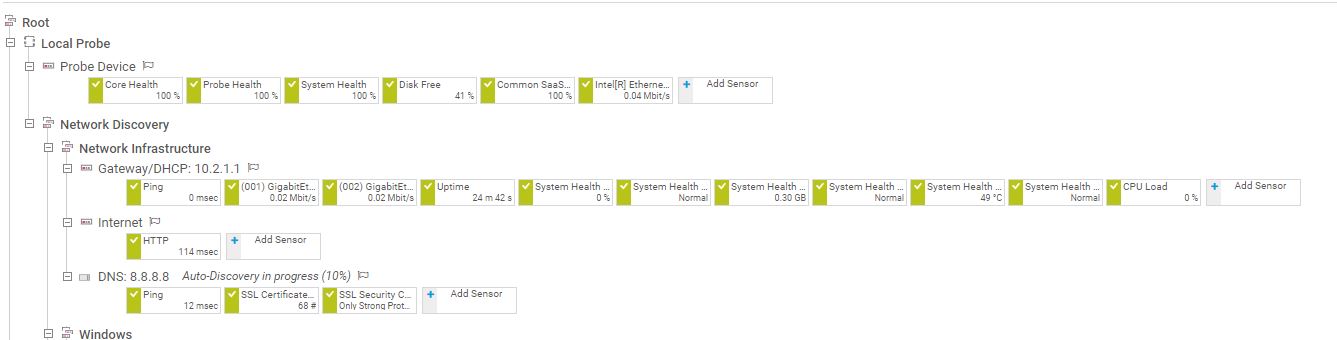 Root
Local Probe
Probe Device
Core Health
100 %
Probe Health
100 %
System Health
100 %
Disk Free
41 %
Common SaaS...
100 %
Intel[R] Etherne...
0.04 Mbit/s
Add Sensor
Network Discovery
Network Infrastructure
Gateway/DHCP: 10.2.1.1
Ping
0 msec
(001) GigabitEt...
0.02 Mbit/s
(002) GigabitEt...
0.02 Mbit/s
Uptime
24 m 42 s
System Health ...
0 %
System Health ...
Normal
System Health ...
0.30 GB
System Health ...
Normal
System Health ...
49 °C
System Health ...
Normal
CPU Load
0 %
Add Sensor
Internet
HTTP
114 msec
Add Sensor
DNS: 8.8.8.8 Auto-Discovery in progress (10%)
Ping
12 msec
SSL Certificate...
68 #
SSL Security C...
Only Strong Prot...
Add Sensor
Windows